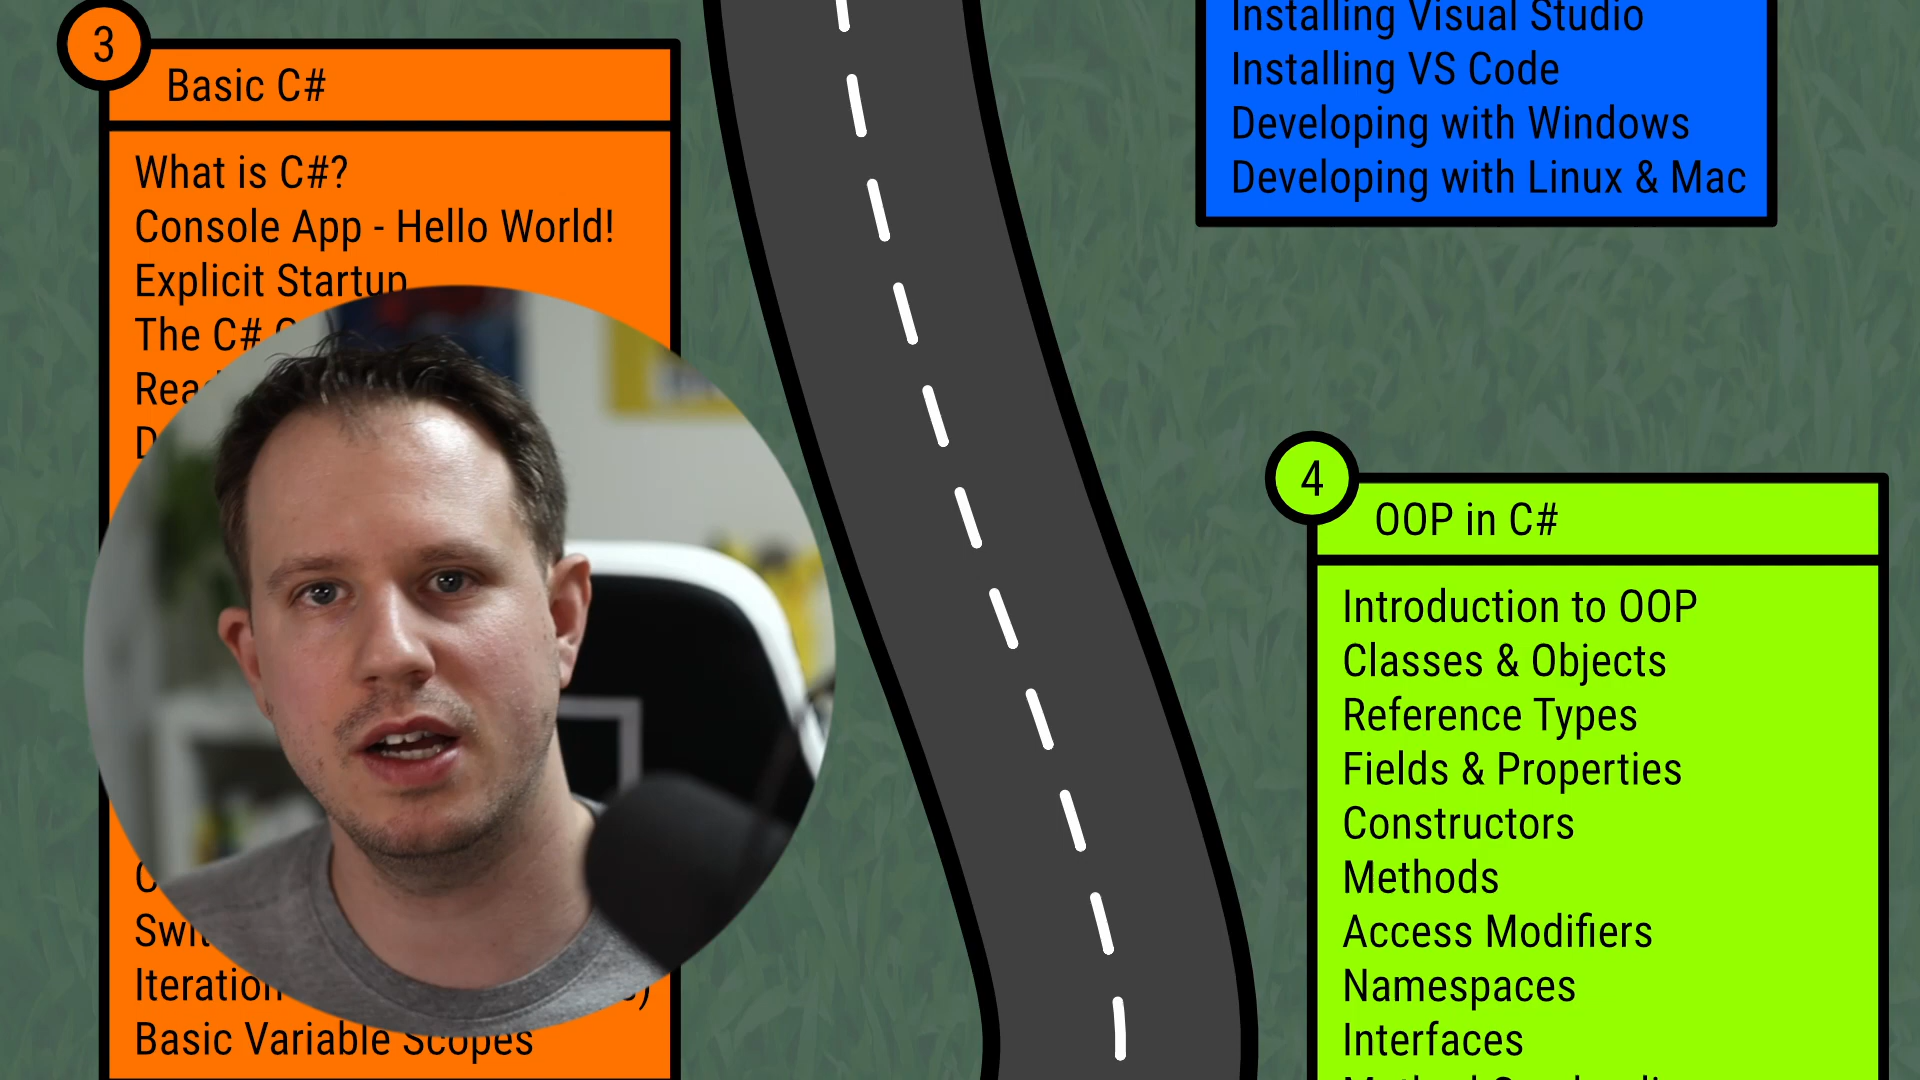 3
Basic C#
What is C#?
Console App - Hello World!
Explicit Startup
The C#
Iteration
Basic Variable Scopes
Installing Visual Studio
Installing VS Code
Developing with Windows
Developing with Linux & Mac
4
OOP in C#
Introduction to OOP
Classes & Objects
Reference Types
Fields & Properties
Constructors
Methods
Access Modifiers
Namespaces
Interfaces